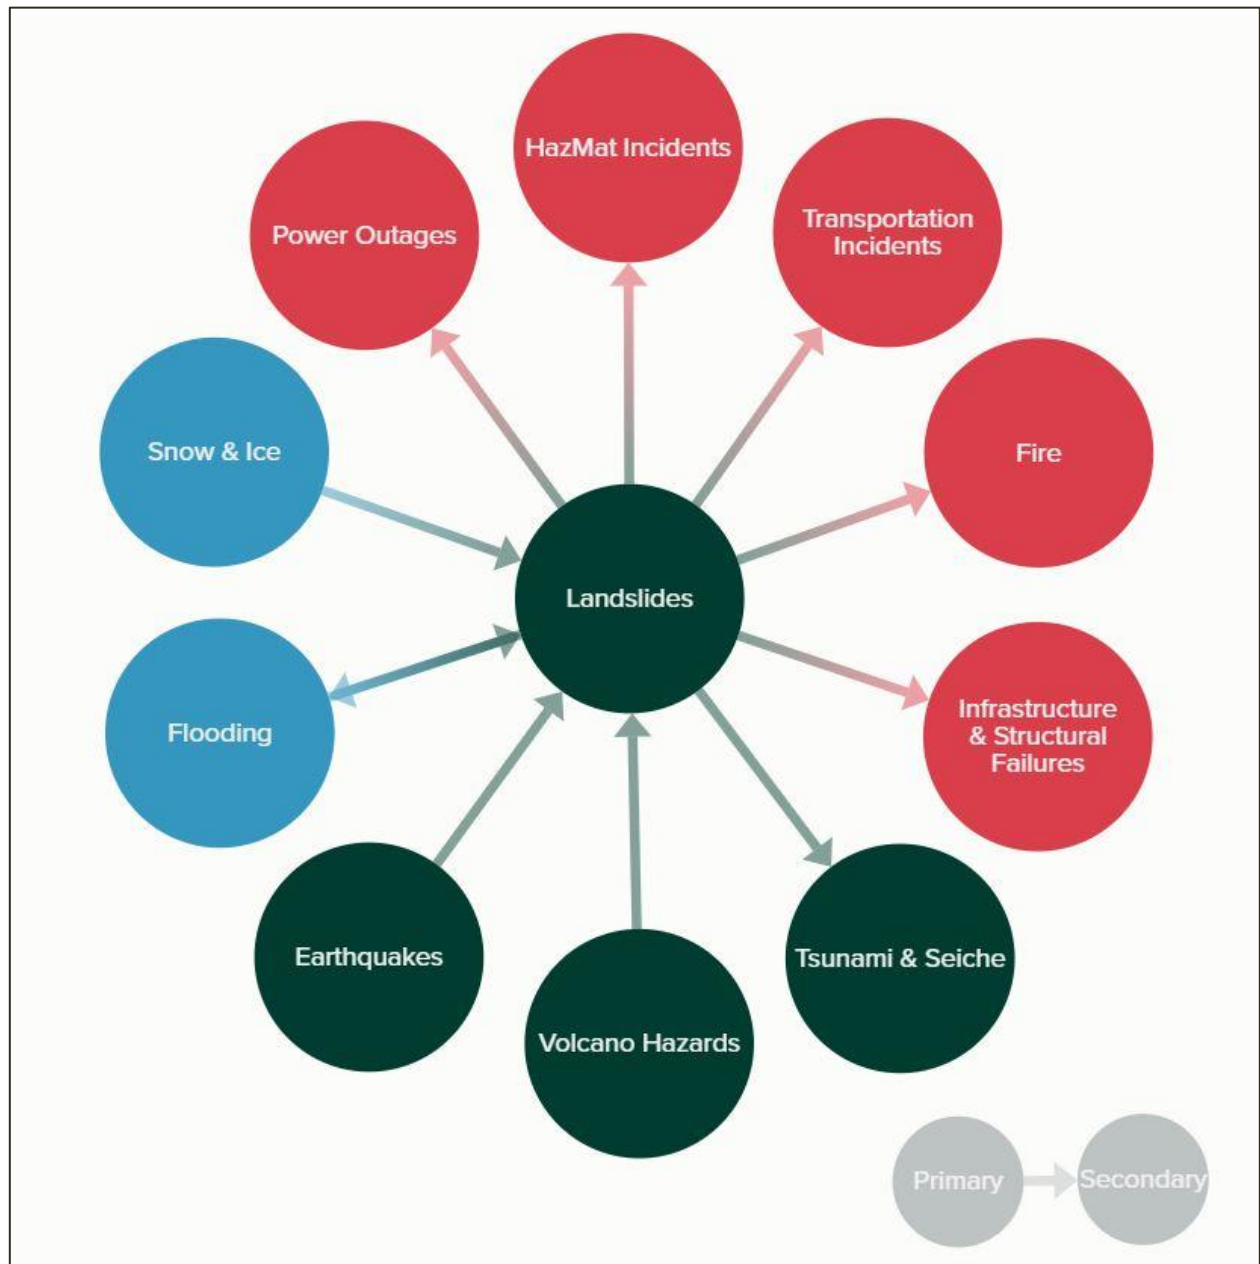 HazMat Incidents
Power Outages
Transportation
Incidents
Snow & Ice
Fire
Landslides
Flooding
Infrastructure
& Structural
Failures
Earthquakes
Tsunami & Seiche
Volcano Hazards
Primary
Secondary